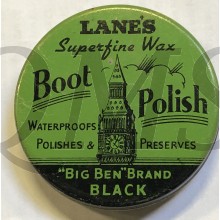 LANE'S
Superfine Wax
Boot Polish
WATERPROOFS
POLISHES & PRESERVES
"BIG BEN" BRAND
BLACK